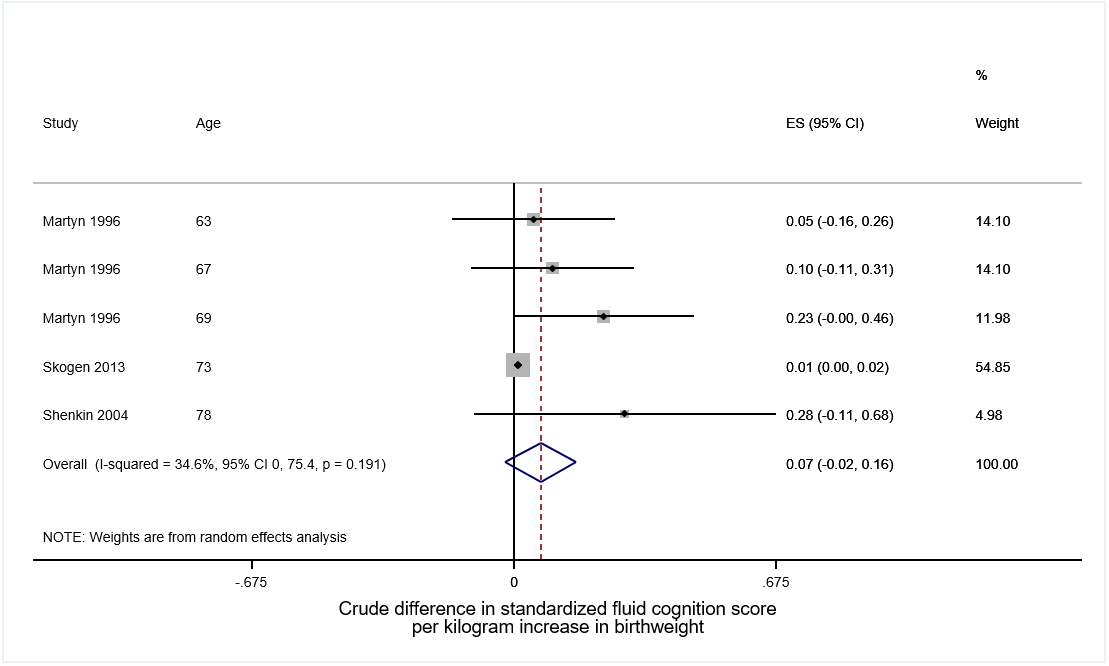 %
Study Age ES (95% CI) Weight
Martyn 1996 63 0.05 (-0.16, 0.26) 14.10
Martyn 1996 67 0.10 (-0.11, 0.31) 14.10
Martyn 1996 69 0.23 (-0.00, 0.46) 11.98
Skogen 2013 73 0.01 (0.00, 0.02) 54.85
Shenkin 2004 78 0.28 (-0.11, 0.68) 4.98
Overall (I-squared = 34.6%, 95% CI 0, 75.4, p = 0.191) 0.07 (-0.02, 0.16) 100.00
NOTE: Weights are from random effects analysis
-.675 0 .675
Crude difference in standardized fluid cognition score
per kilogram increase in birthweight